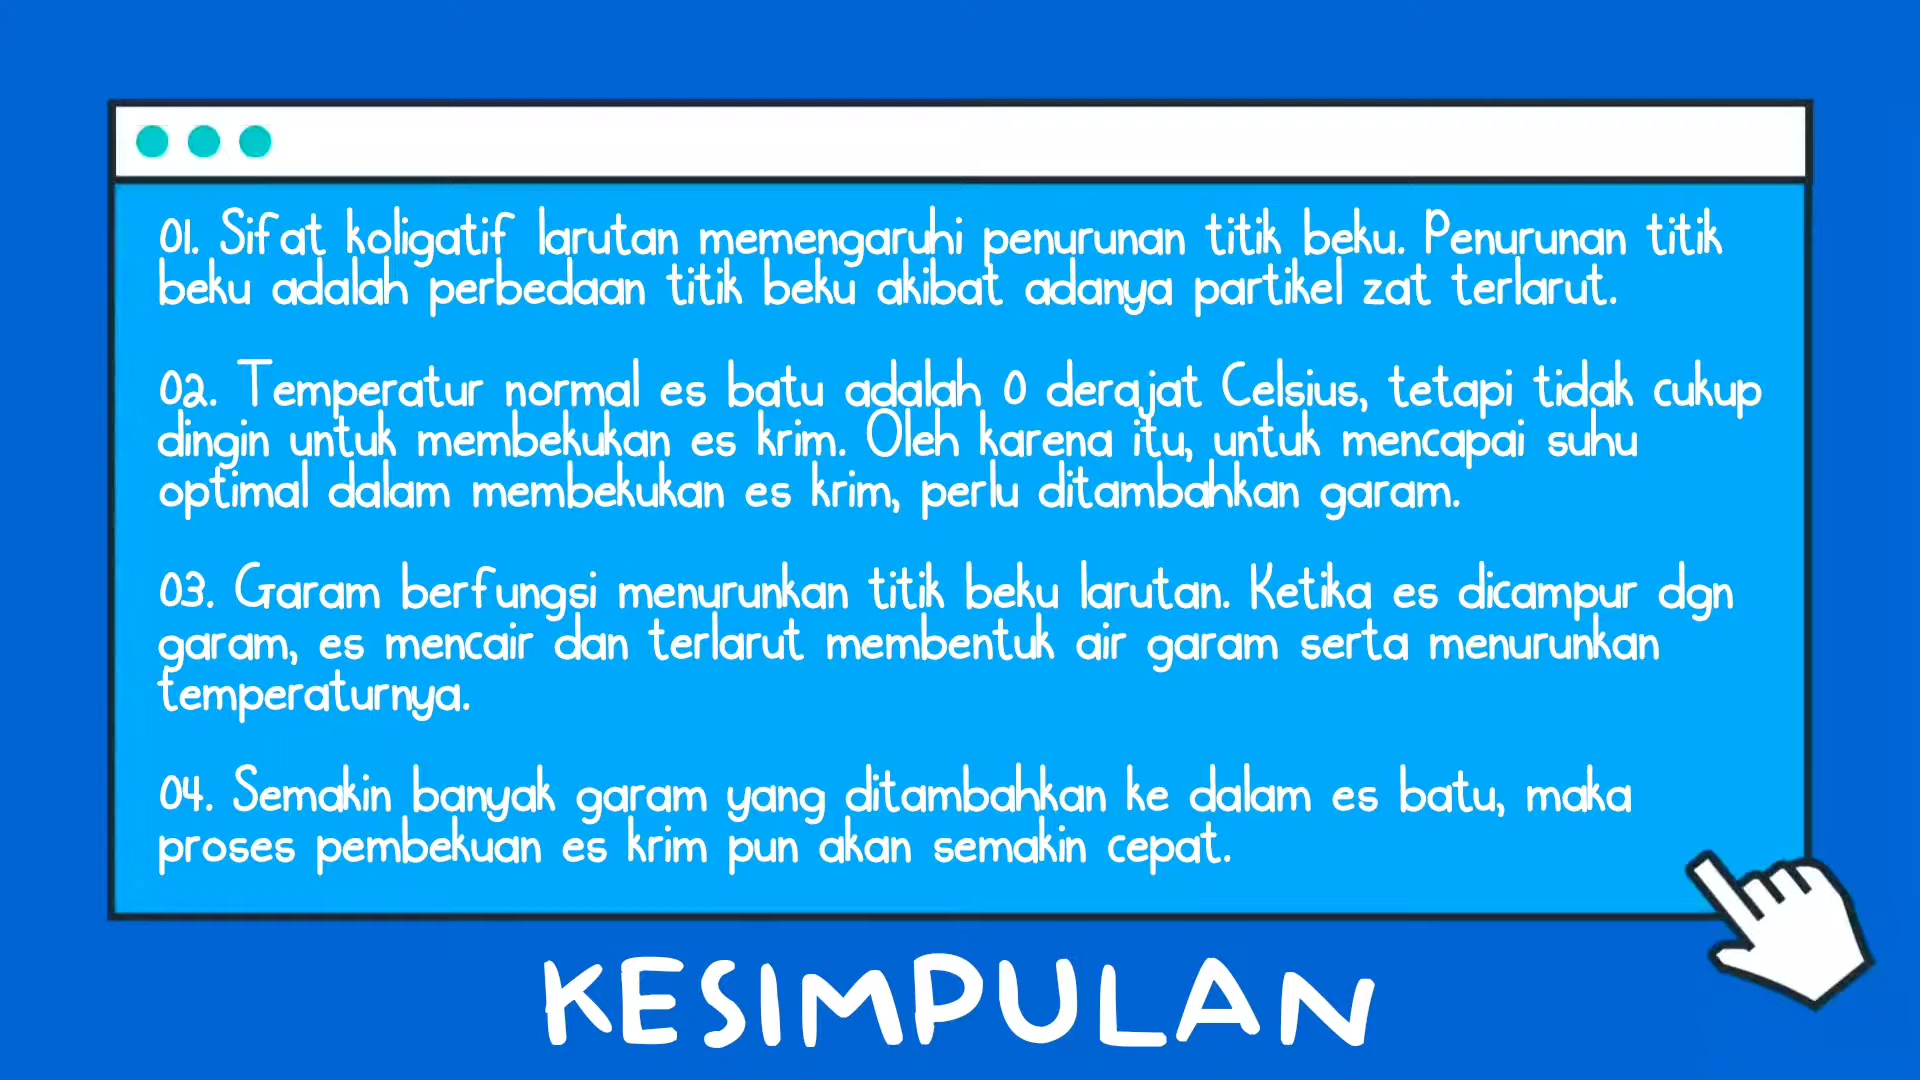 01. Sifat koligatif larutan memengaruhi penurunan titik beku. Penurunan titik
beku adalah perbedaan titik beku akibat adanya partikel zat terlarut.
02. Temperatur normal es batu adalah 0 derajat Celsius, tetapi tidak cukup
dingin untuk membekukan es krim. Oleh karena itu, untuk mencapai suhu
optimal dalam membekukan es krim, perlu ditambahkan garam.
03. Garam berfungsi menurunkan titik beku larutan. Ketika es dicampur dgn
garam, es mencair dan terlarut membentuk air garam serta menurunkan
temperaturnya.
04. Semakin banyak garam yang ditambahkan ke dalam es batu, maka
proses pembekuan es krim pun akan semakin cepat.
KESIMPULAN